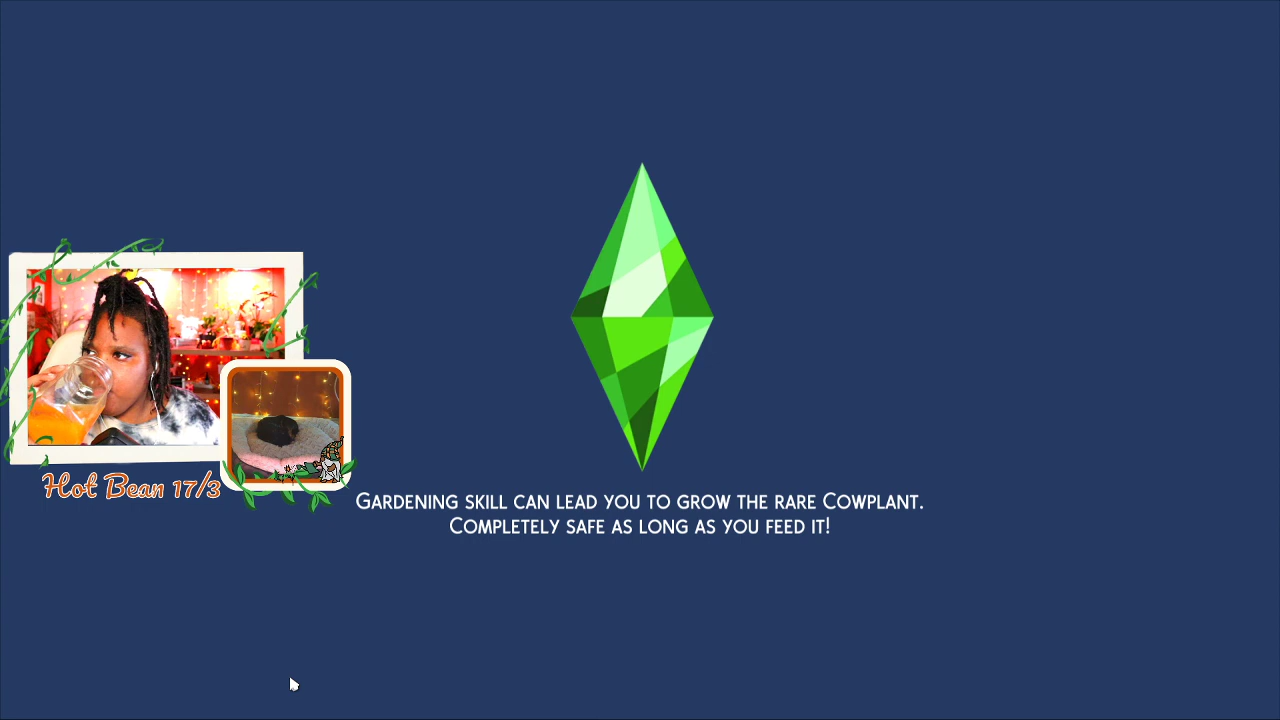 Hot Bean 17/3
Gardening skill can lead you to grow the rare Cowplant.
Completely safe as long as you feed it!